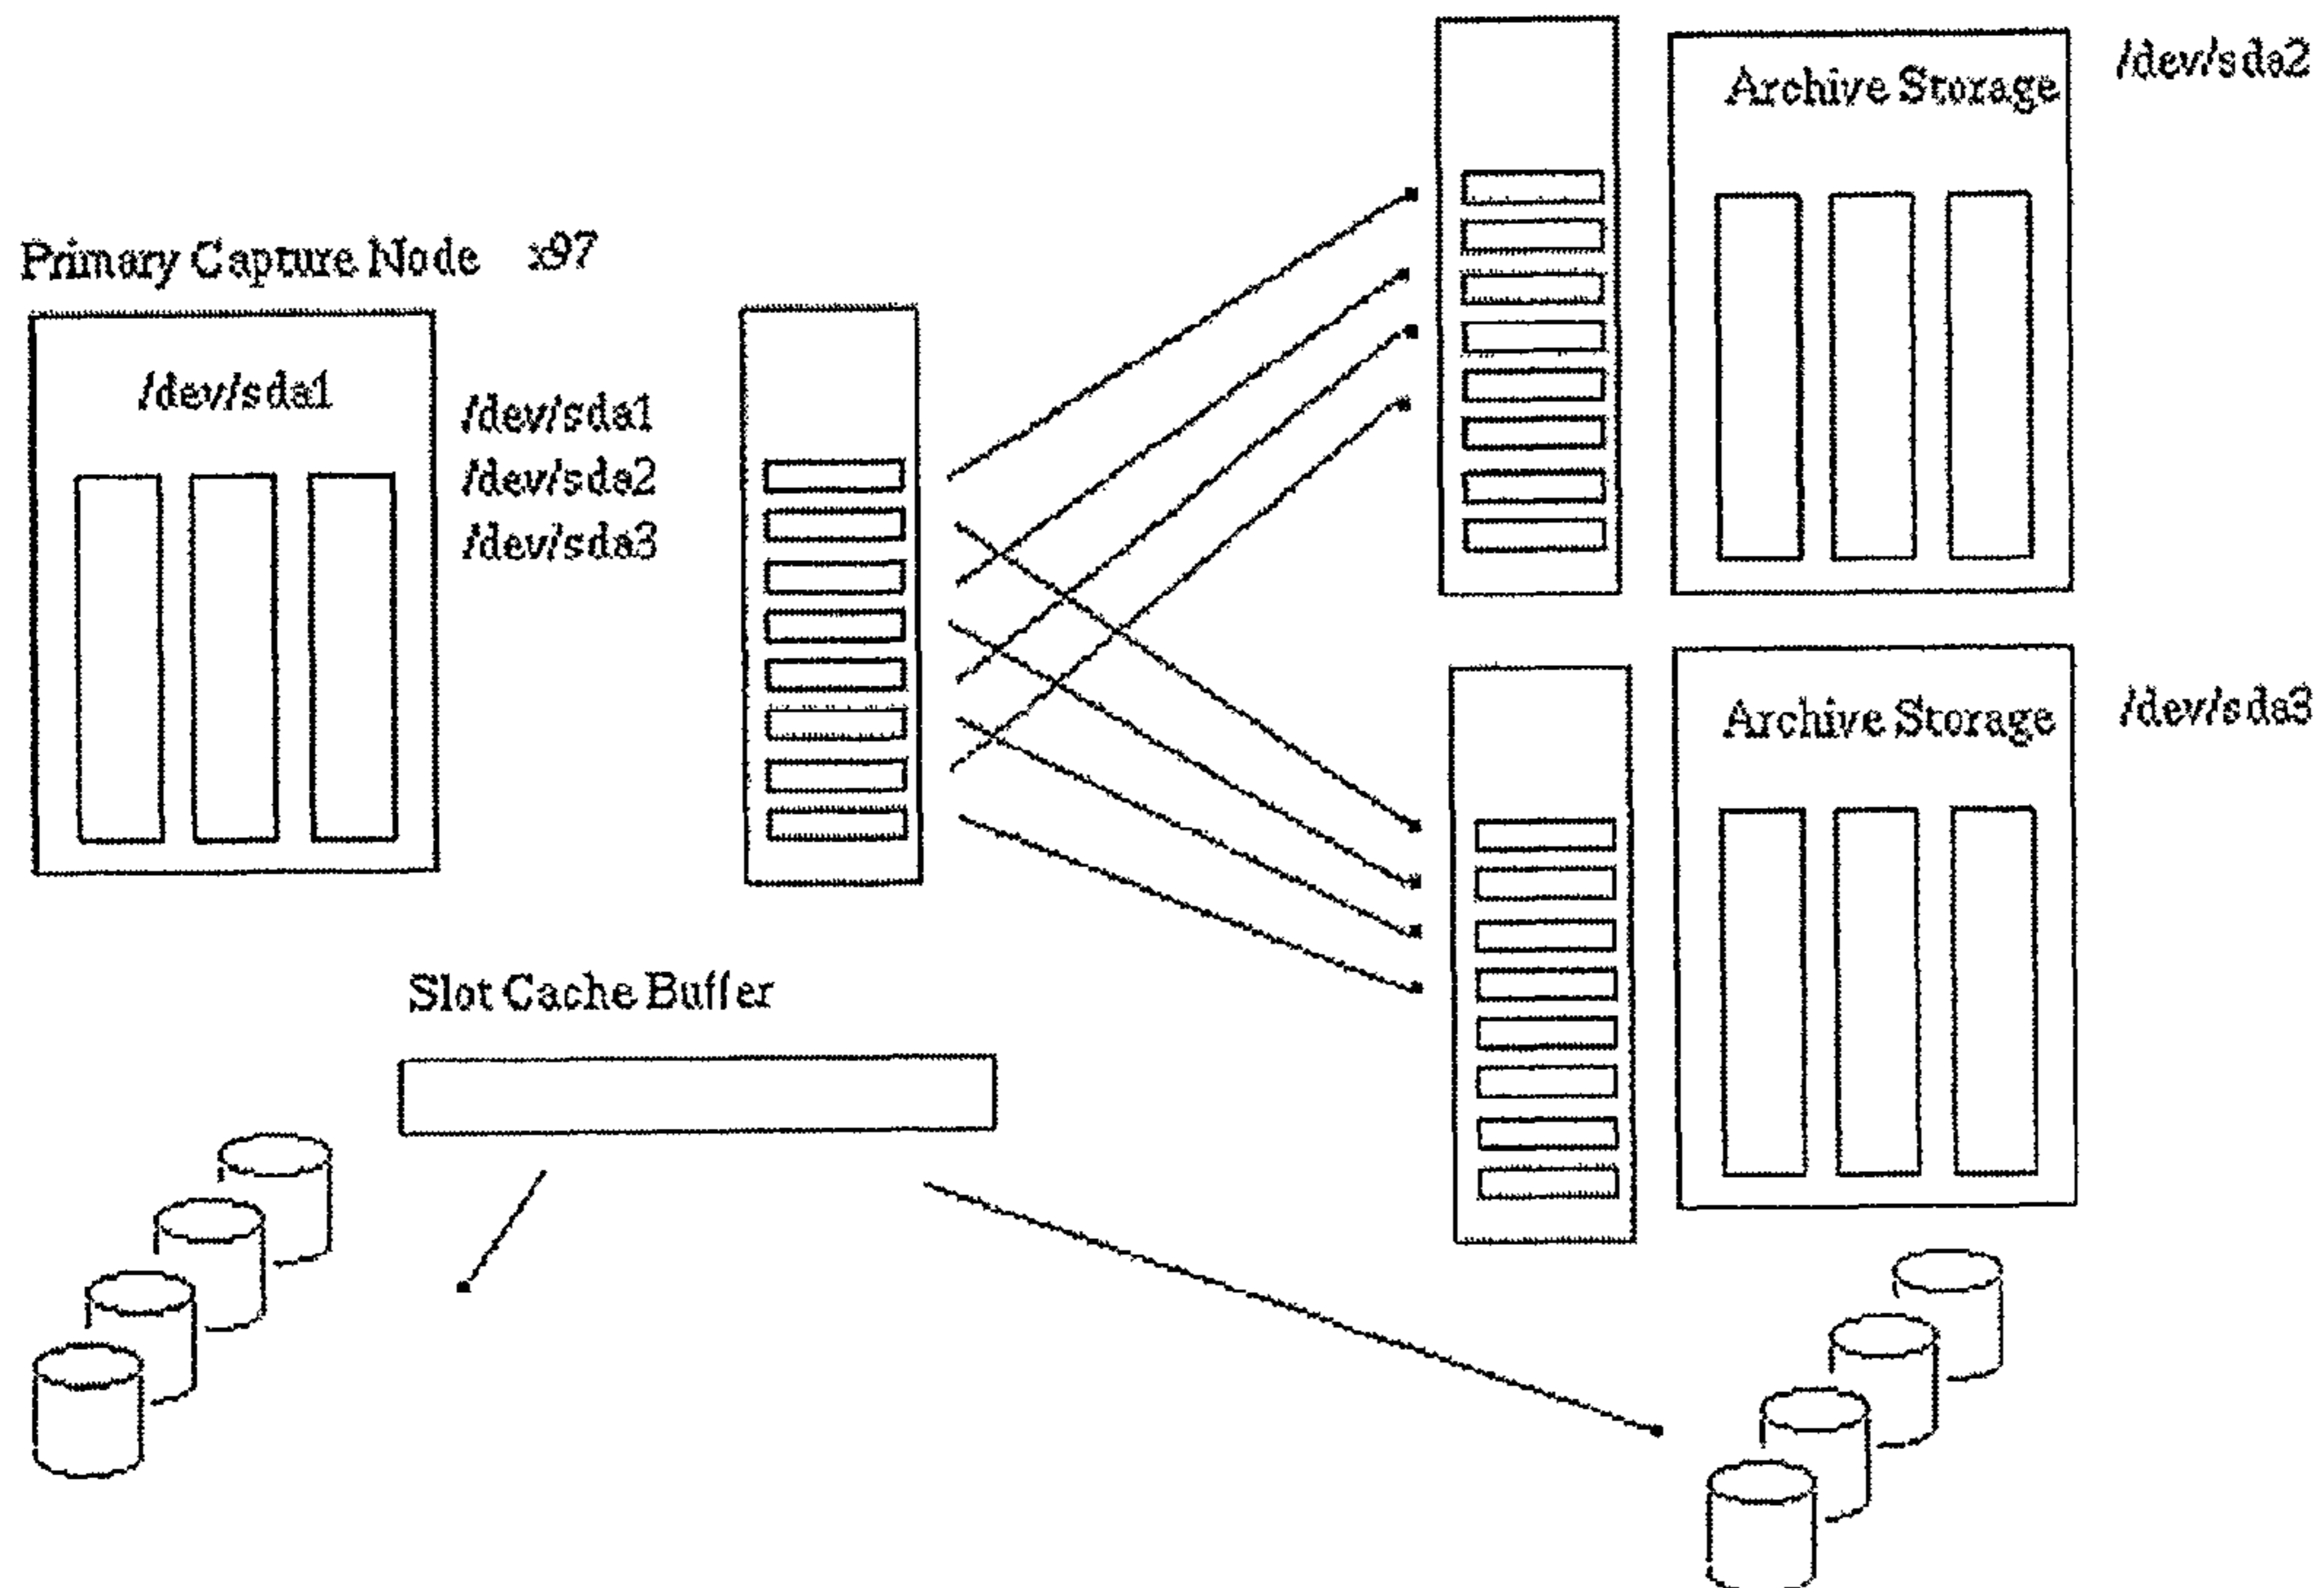 Archive Storage
/dev/sda2
Primary Capture Node x97
/dev/sda1
/dev/sda1
/dev/sda2
/dev/sda3
Archive Storage
/dev/sda3
Slot Cache Buffer